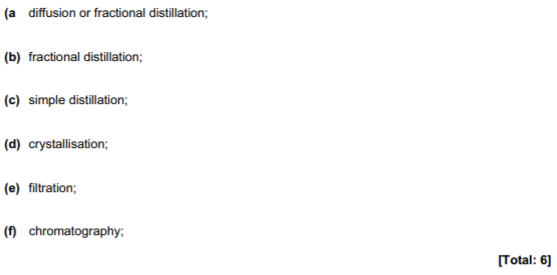 (a diffusion or fractional distillation;
(b) fractional distillation;
(c) simple distillation;
(d) crystallisation;
(e) filtration;
(f) chromatography;
[Total: 6]